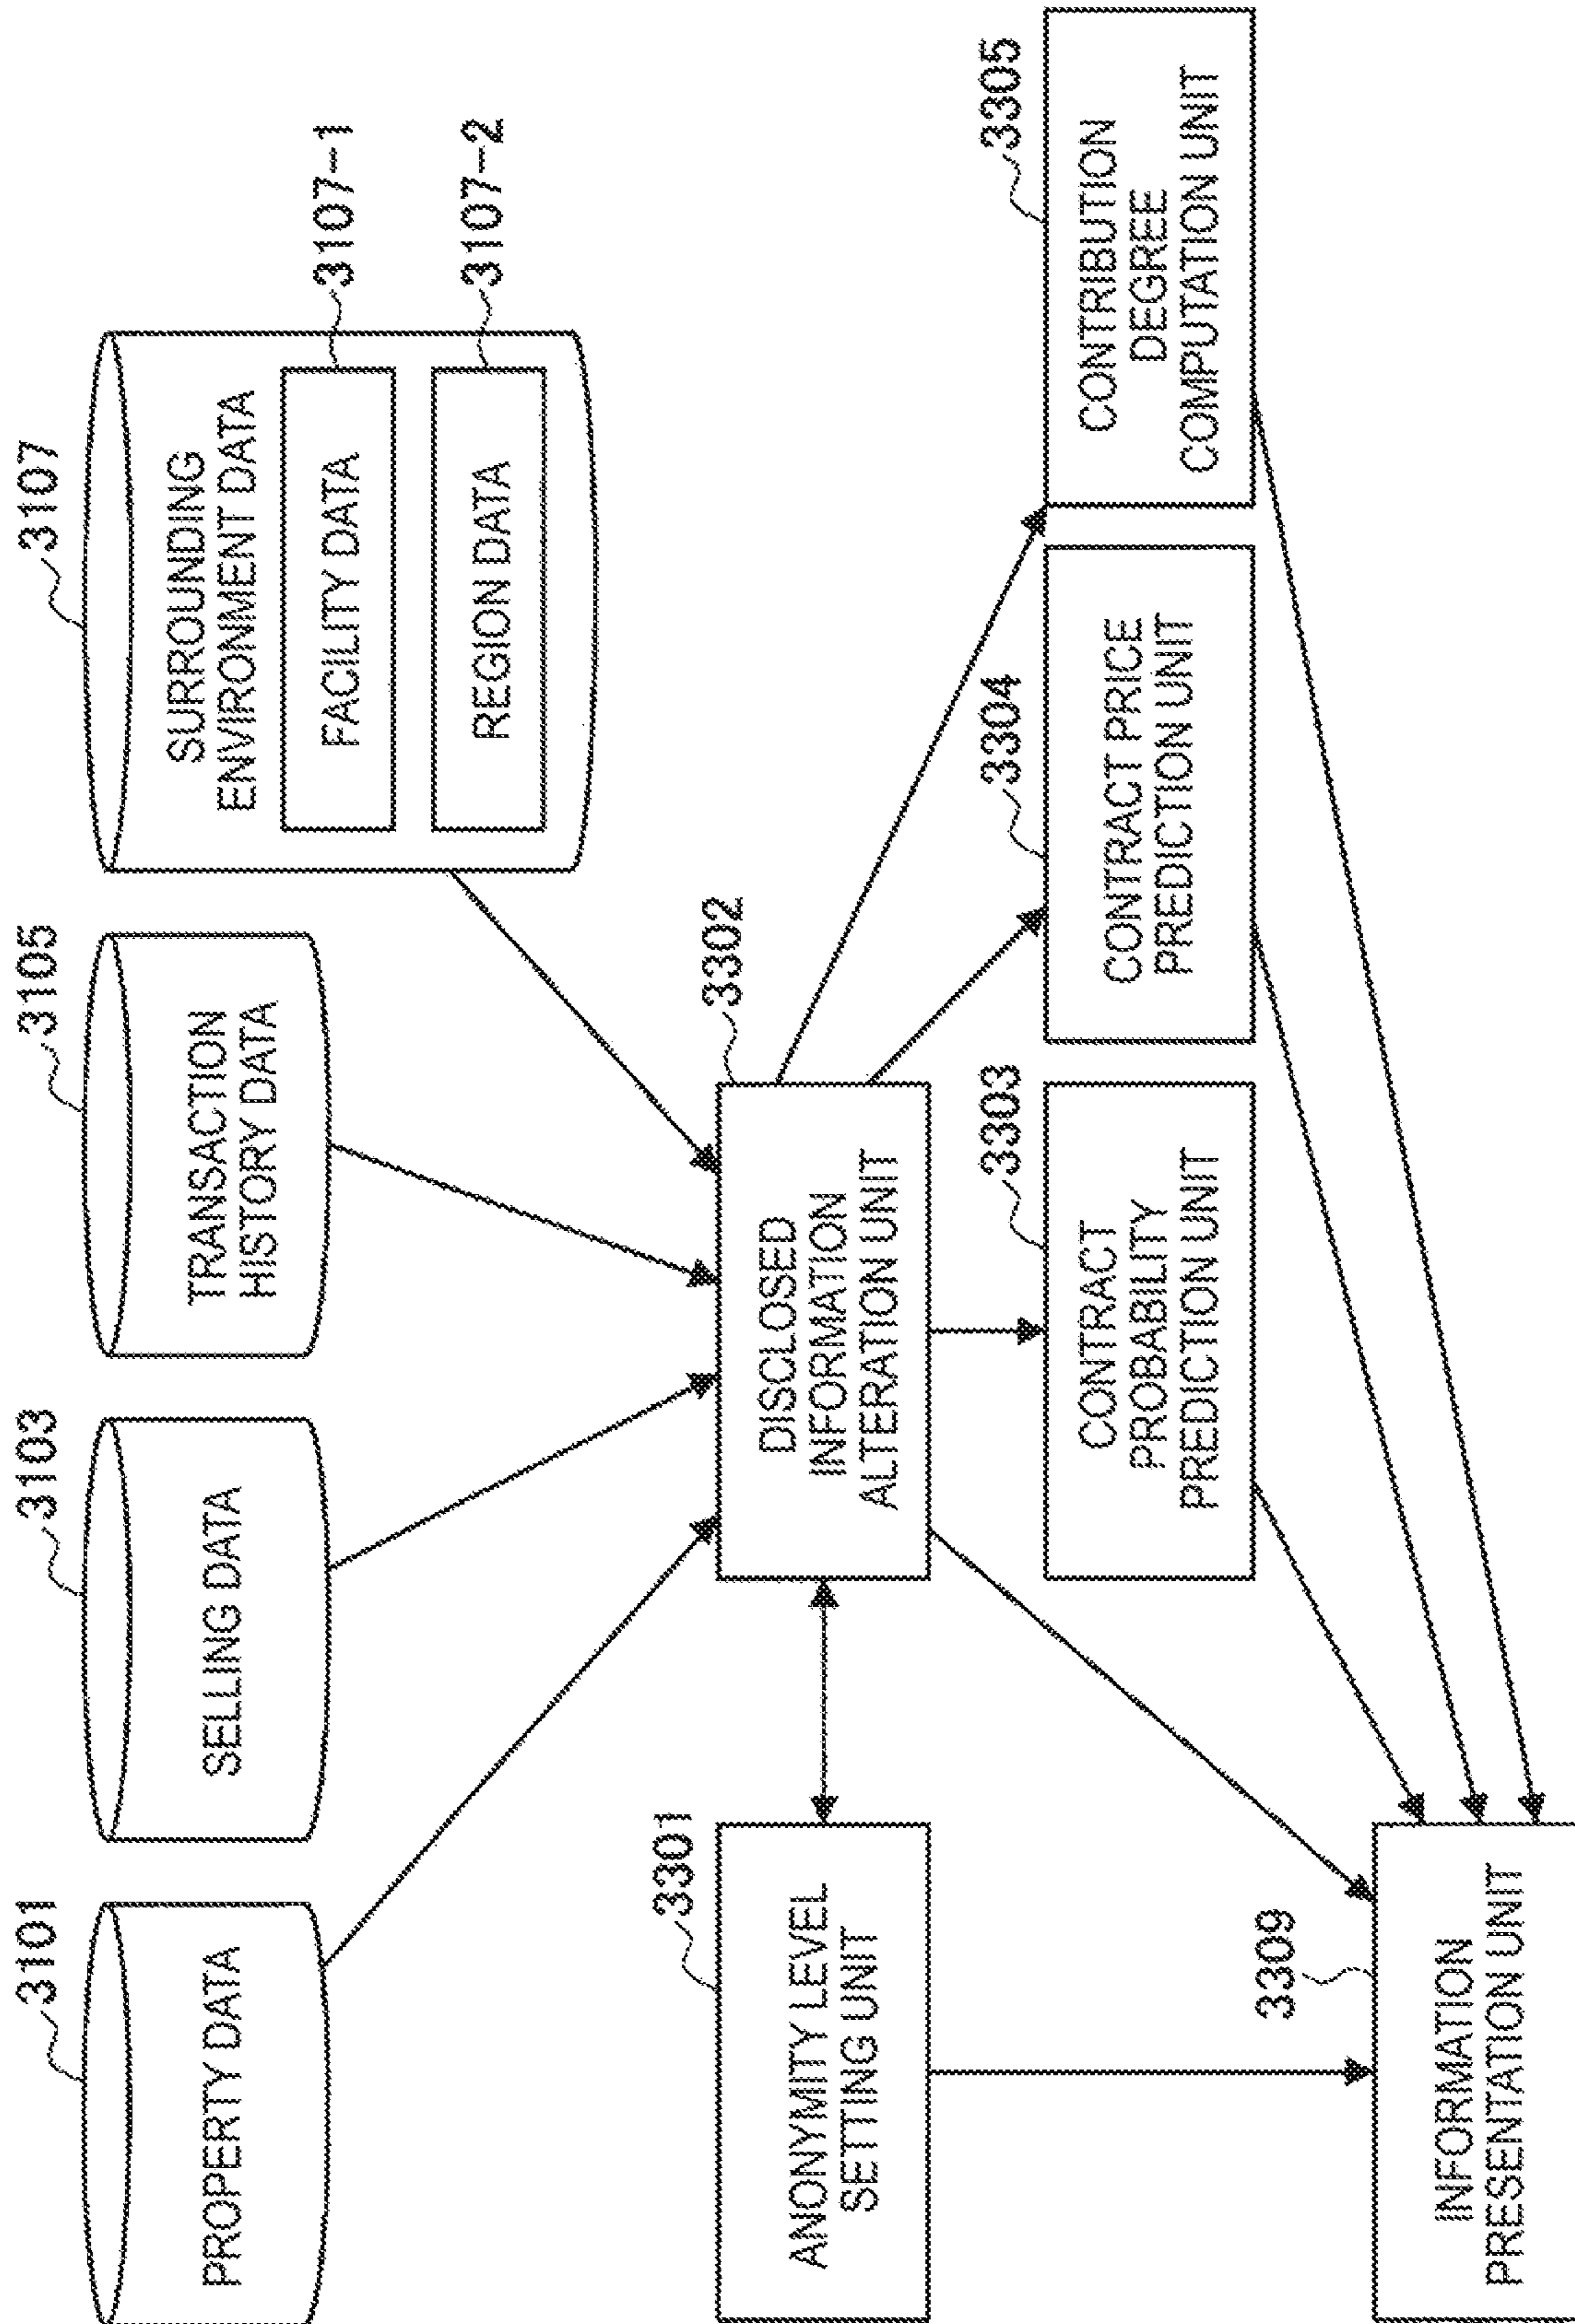 3101
PROPERTY DATA
3103
SELLING DATA
3105
TRANSACTION
HISTORY DATA
3107
SURROUNDING
ENVIRONMENT DATA
FACILITY DATA
3107-1
REGION DATA
3107-2
3301
ANONYMITY LEVEL
SETTING UNIT
3302
DISCLOSED
INFORMATION
ALTERATION UNIT
3303
CONTRACT
PROBABILITY
PREDICTION UNIT
3304
CONTRACT PRICE
PREDICTION UNIT
3305
CONTRIBUTION
DEGREE
COMPUTATION UNIT
3309
INFORMATION
PRESENTATION UNIT